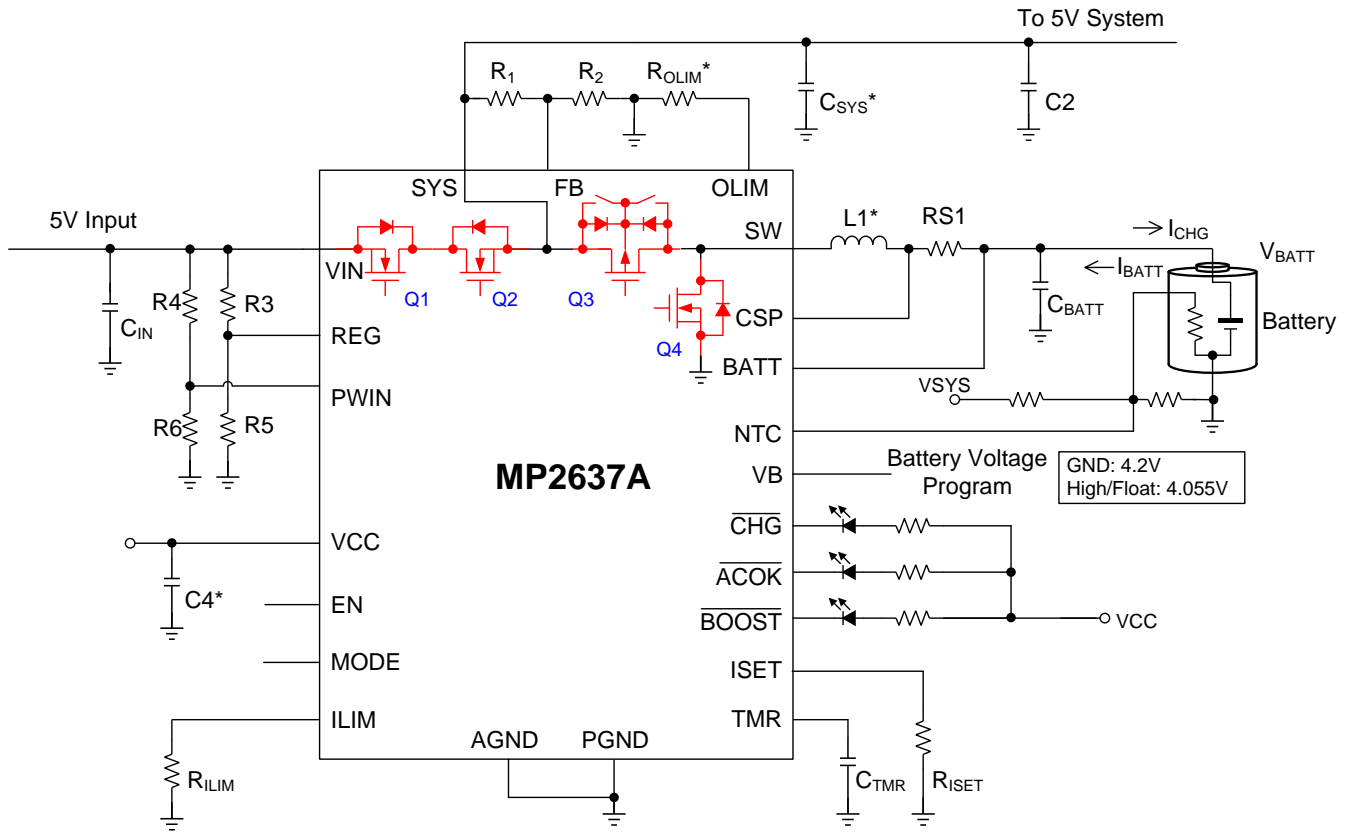 To 5V System
R1
R2
ROLIM*
CSYS*
C2
SYS
FB
OLIM
5V Input
VIN
Q1
Q2
Q3
Q4
SW
L1*
RS1
ICHG
IBATT
VBATT
CIN
R4
R3
REG
PWIN
R6
R5
CSP
BATT
CBATT
Battery
VSYS
NTC
VB
Battery Voltage
Program
GND: 4.2V
High/Float: 4.055V
MP2637A
CHG
ACOK
BOOST
VCC
VCC
C4*
EN
MODE
ILIM
ISET
TMR
AGND
PGND
RILIM
CTMR
RISET